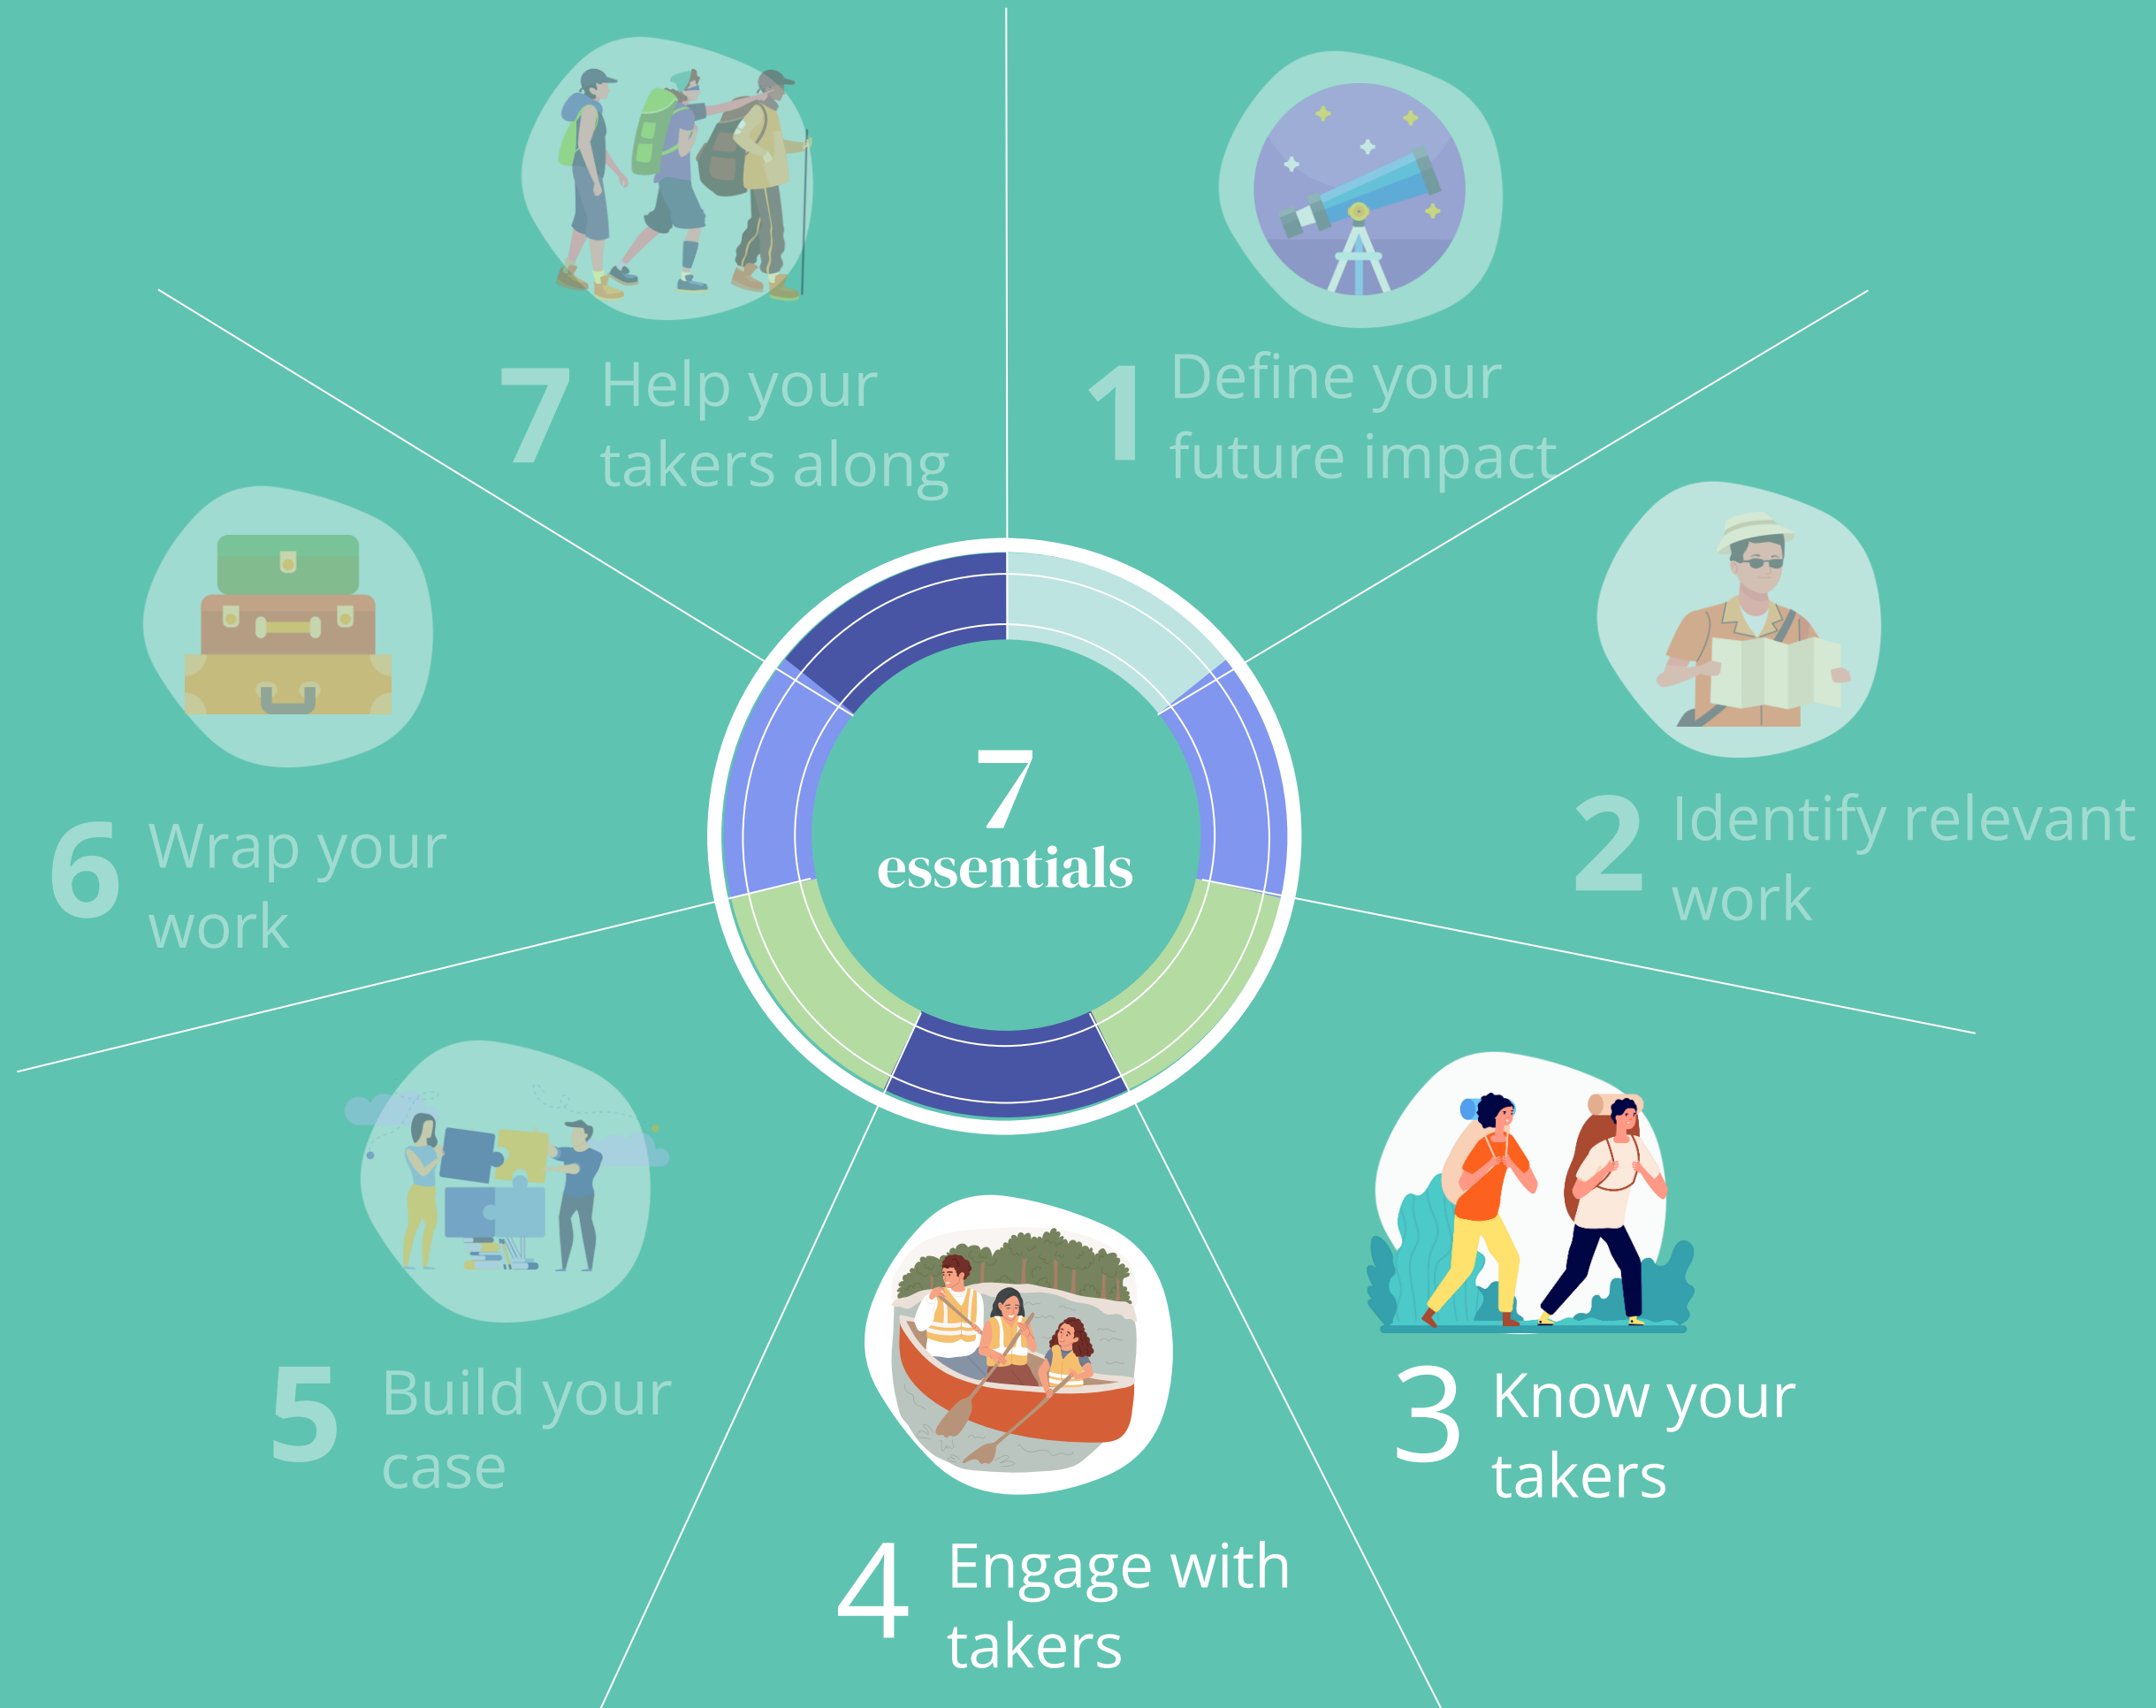 7
essentials
1 Define your
future impact
2 Identify relevant
work
3 Know your
takers
4 Engage with
takers
5 Build your
case
6 Wrap your
work
7 Help your
takers along